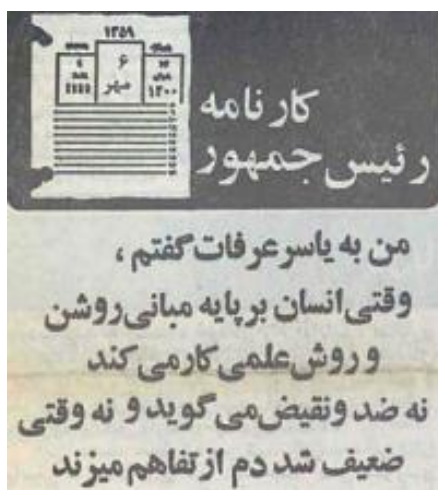 ۱۳۵۹
۶
مهر
۱۴۰۰
کارنامه
رئیس جمهور
من به یاسر عرفات گفتم ،
وقتی انسان بر پایه مبانی روشن
و روش علمی کار می کند
نه ضد و نقیض می گوید و نه وقتی
ضعیف شد دم از تفاهم میزند